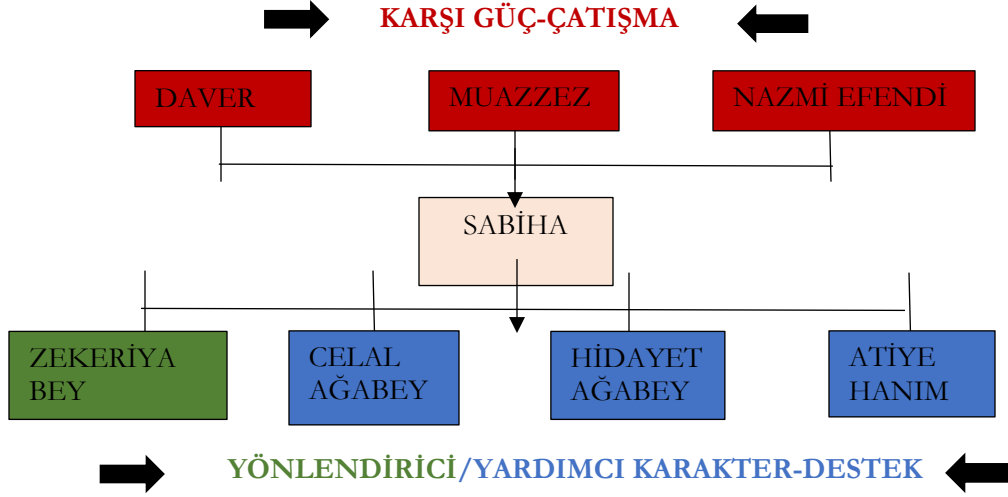 KARŞI GÜÇ-ÇATIŞMA
DAVER
MUAZZEZ
NAZMİ EFENDİ
SABİHA
ZEKERİYA
BEY
CELAL
AĞABEY
HİDAYET
AĞABEY
ATİYE
HANIM
YÖNLENDİRİCİ/YARDIMCI KARAKTER-DESTEK